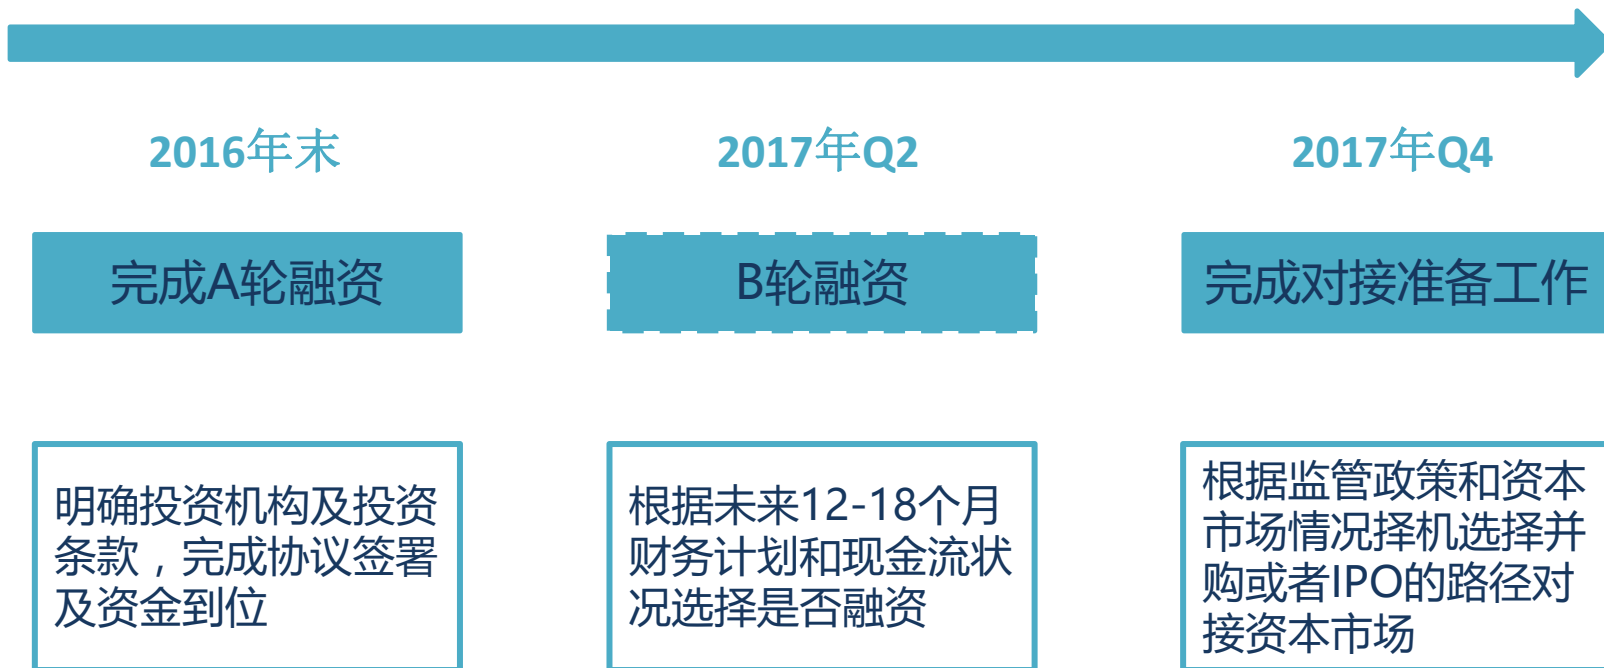 2016年末
2017年Q2
2017年Q4
完成A轮融资
B轮融资
完成对接准备工作
明确投资机构及投资
条款，完成协议签署
及资金到位
根据未来12-18个月
财务计划和现金流状
况选择是否融资
根据监管政策和资本
市场情况择机选择并
购或者IPO的路径对
接资本市场